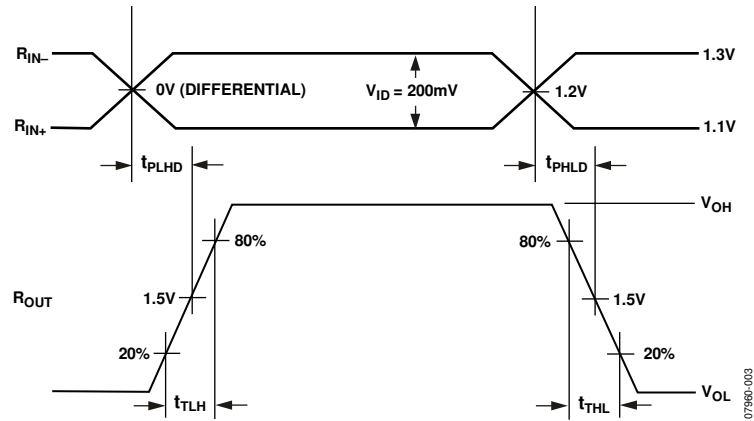 R_IN–
0V (DIFFERENTIAL)
V_ID = 200mV
1.3V
1.2V
R_IN+
1.1V
t_PLHD
t_PHLD
V_OH
80%
80%
R_OUT
1.5V
1.5V
20%
20%
V_OL
t_TLH
t_THL
07960-003